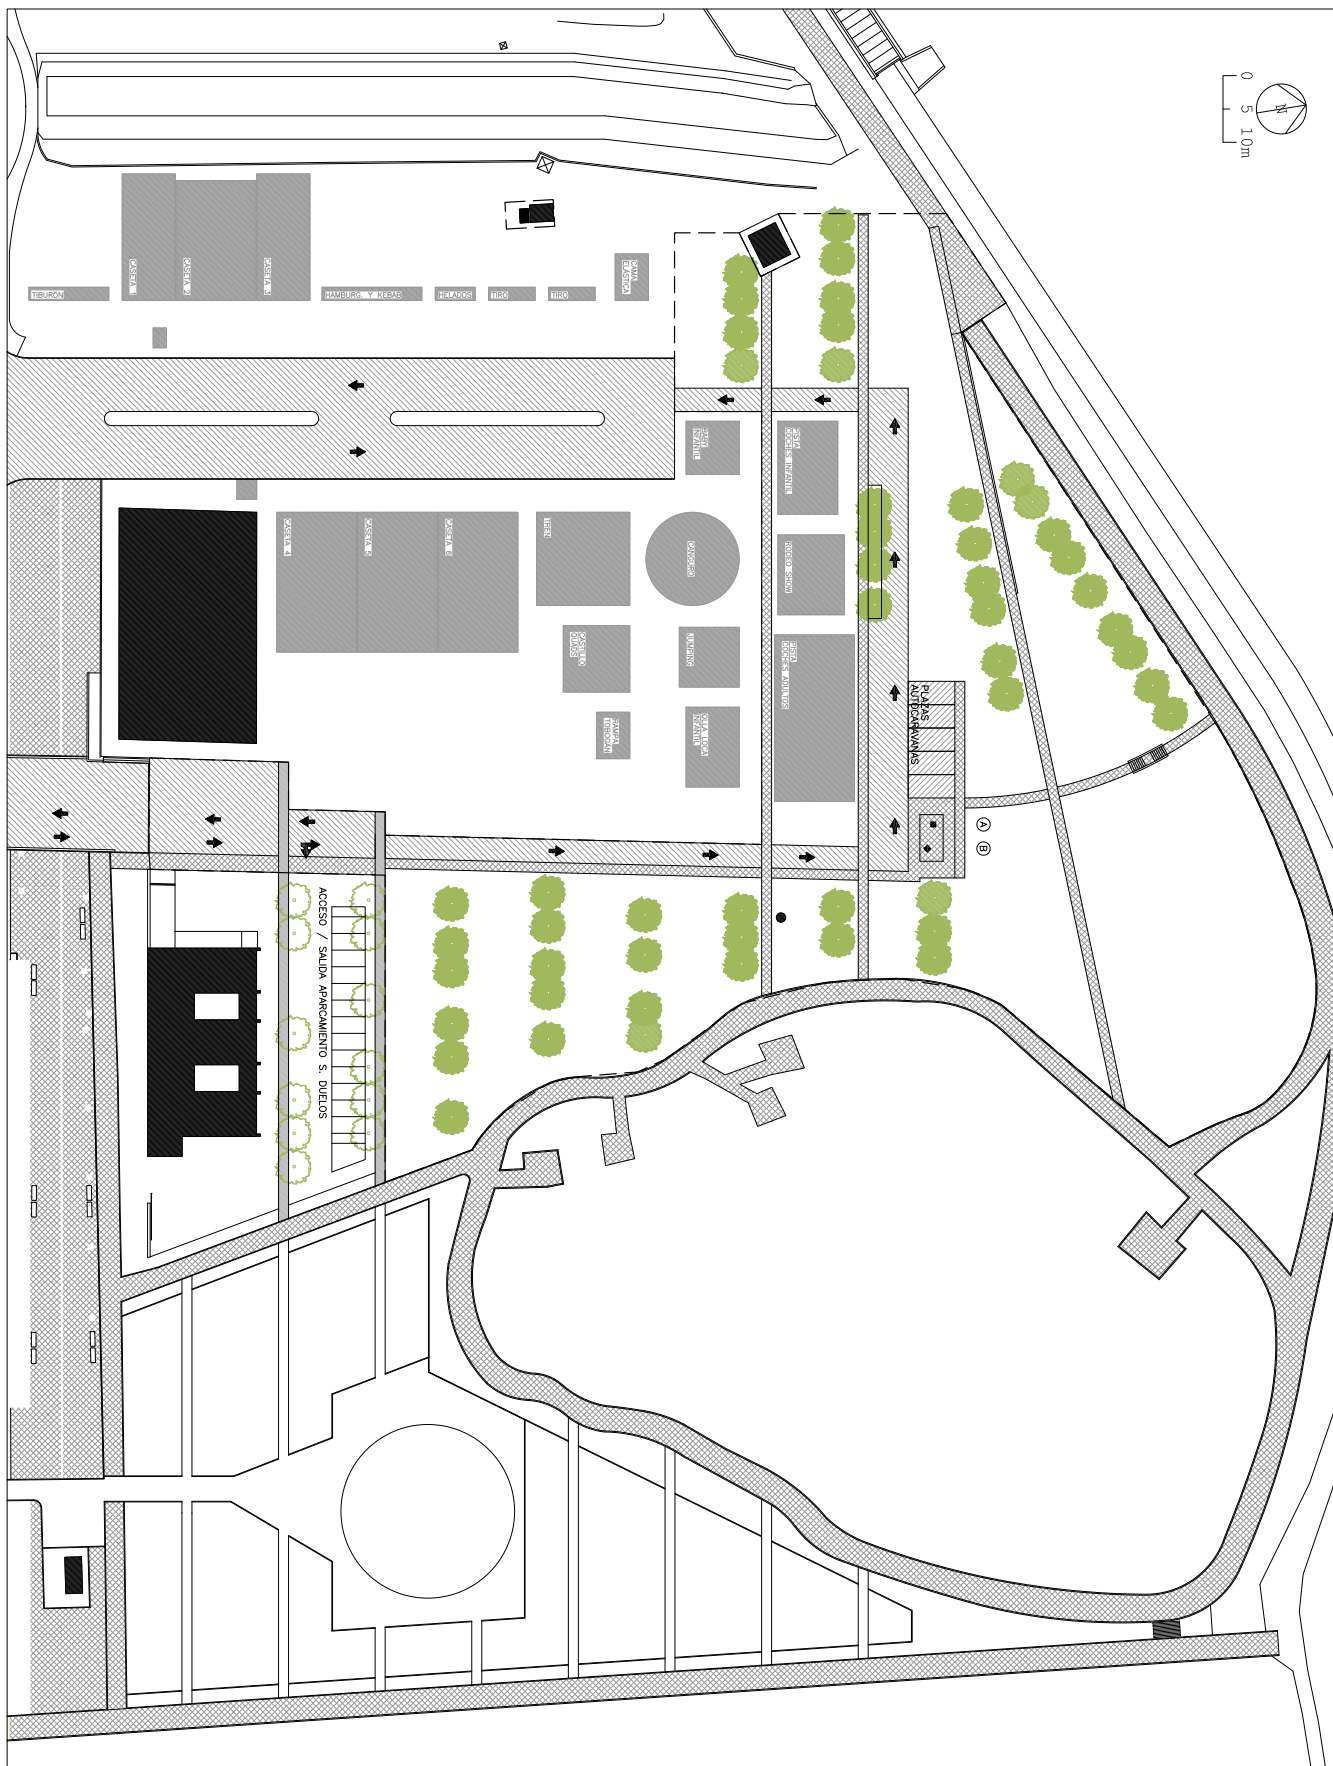 0 5 10m
N
CAMA
ELÁSTICA
CASETA 1
CASETA 2
CASETA 3
TIBURÓN
HAMBURG. Y KEBAB
HELADOS
TIRO
TIRO
BABY
INFANTIL
PISTA
COCHES INFANTIL
CASETA 4
CASETA 5
CASETA 6
TREN
CANGURO
RODEO SHOW
CASTILLO
JUMPING
PISTA
COCHES ADULTOS
PLAZAS
AUTOCARAVANAS
TOBOGÁN
OLLA LOCA
INFANTIL
A
B
ACCESO / SALIDA APARCAMIENTO S. DUELOS